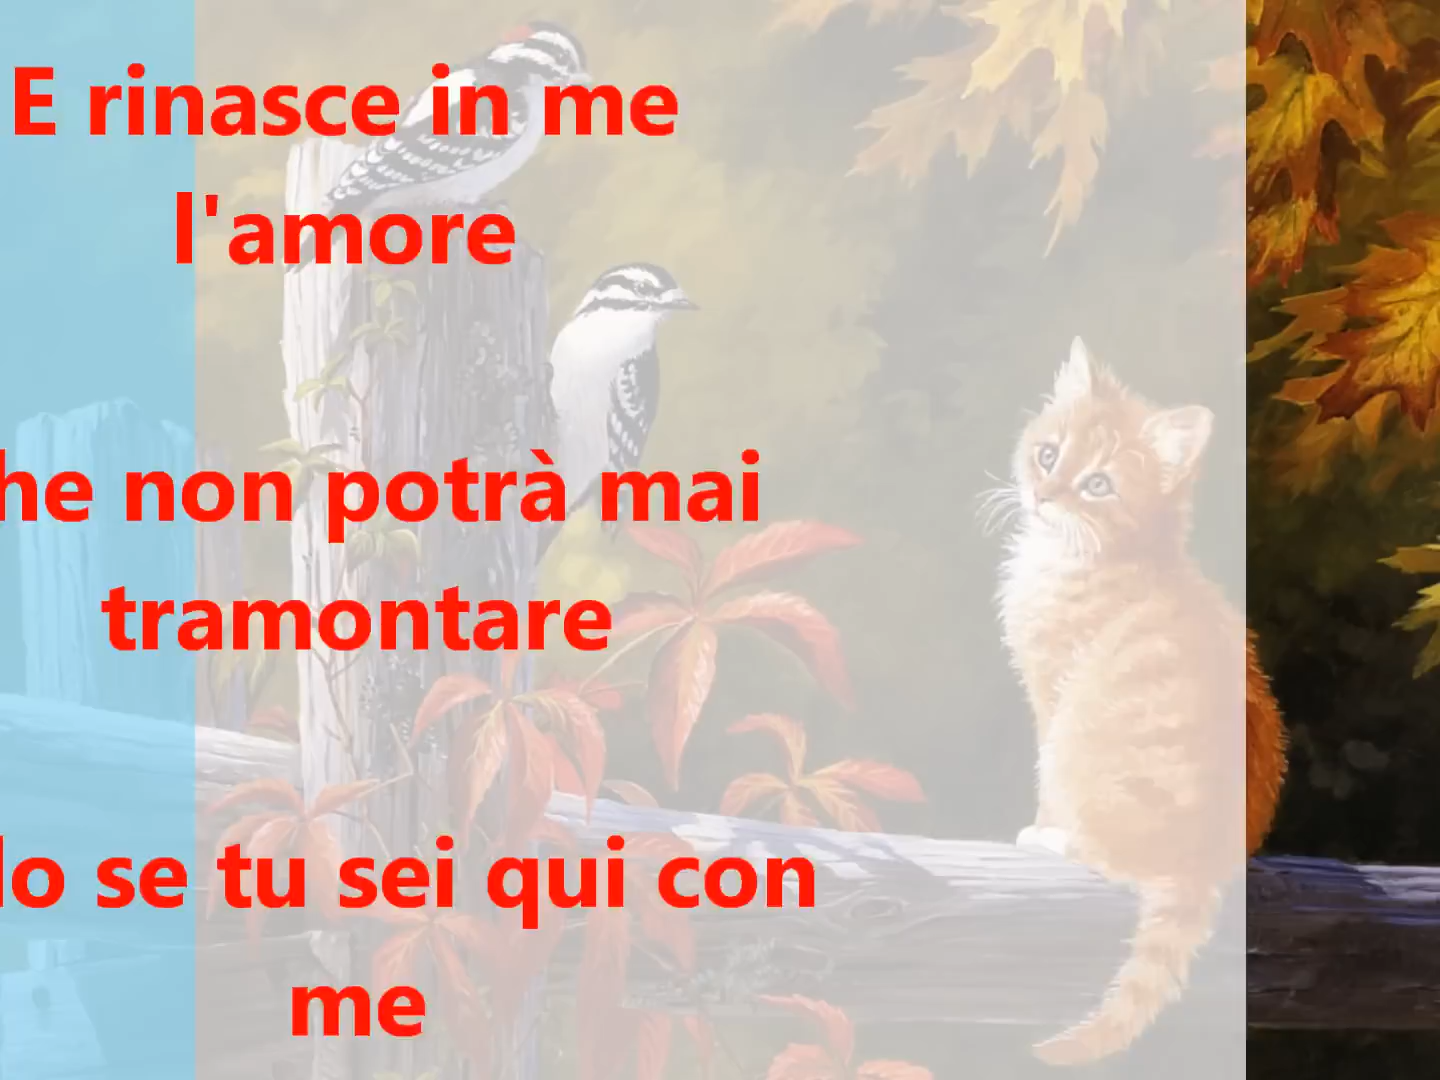 E rinasce in me
l'amore
he non potrà mai
tramontare
lo se tu sei qui con
me